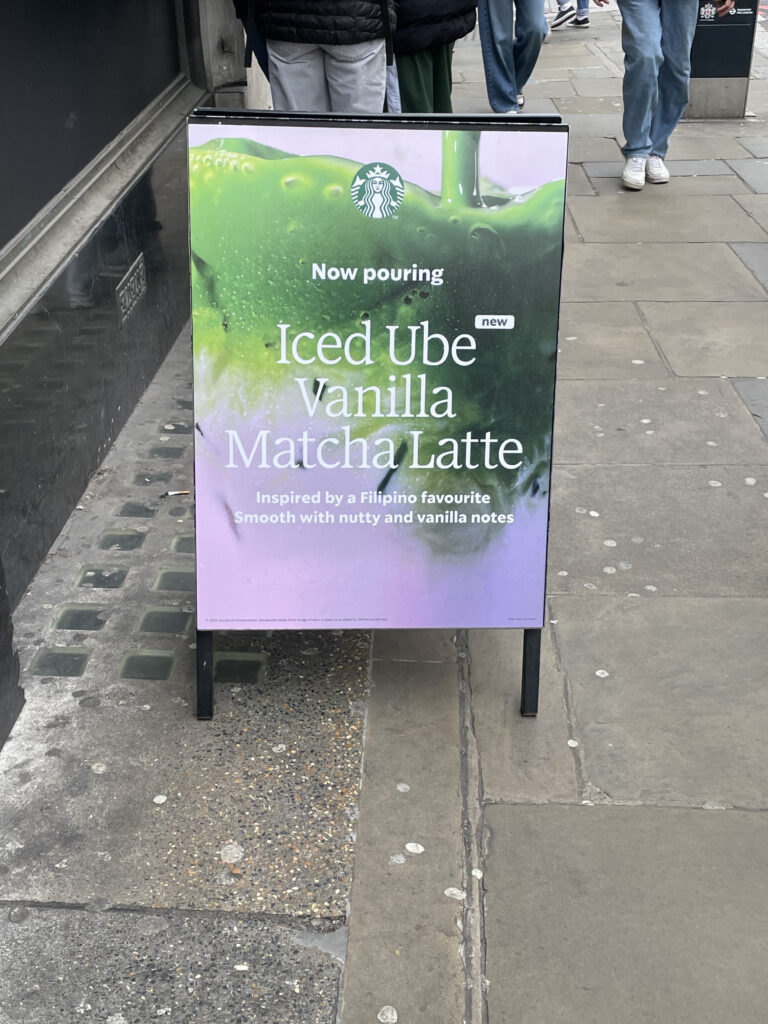 Now pouring
Iced Ube new
Vanilla
Matcha Latte
Inspired by a Filipino favourite
Smooth with nutty and vanilla notes